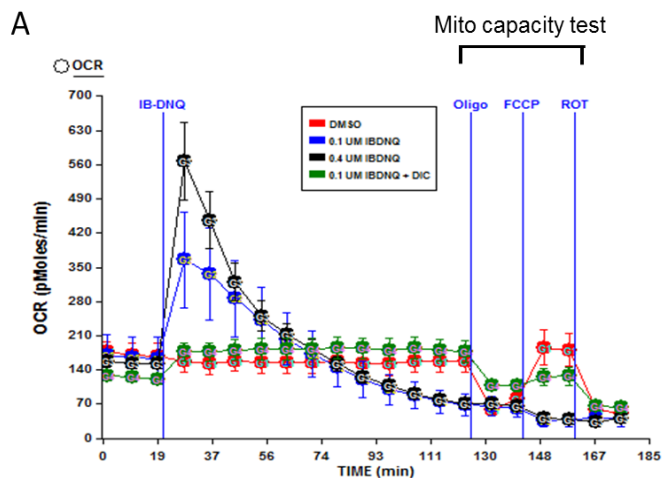 A
Mito capacity test
OCR
IB-DNQ
Oligo
FCCP
ROT
DMSO
0.1 UM IBDNQ
0.4 UM IBDNQ
0.1 UM IBDNQ + DIC
OCR (pMoles/min)
700
630
560
490
420
350
280
210
140
70
0
0
19
37
56
74
93
111
130
148
167
185
TIME (min)